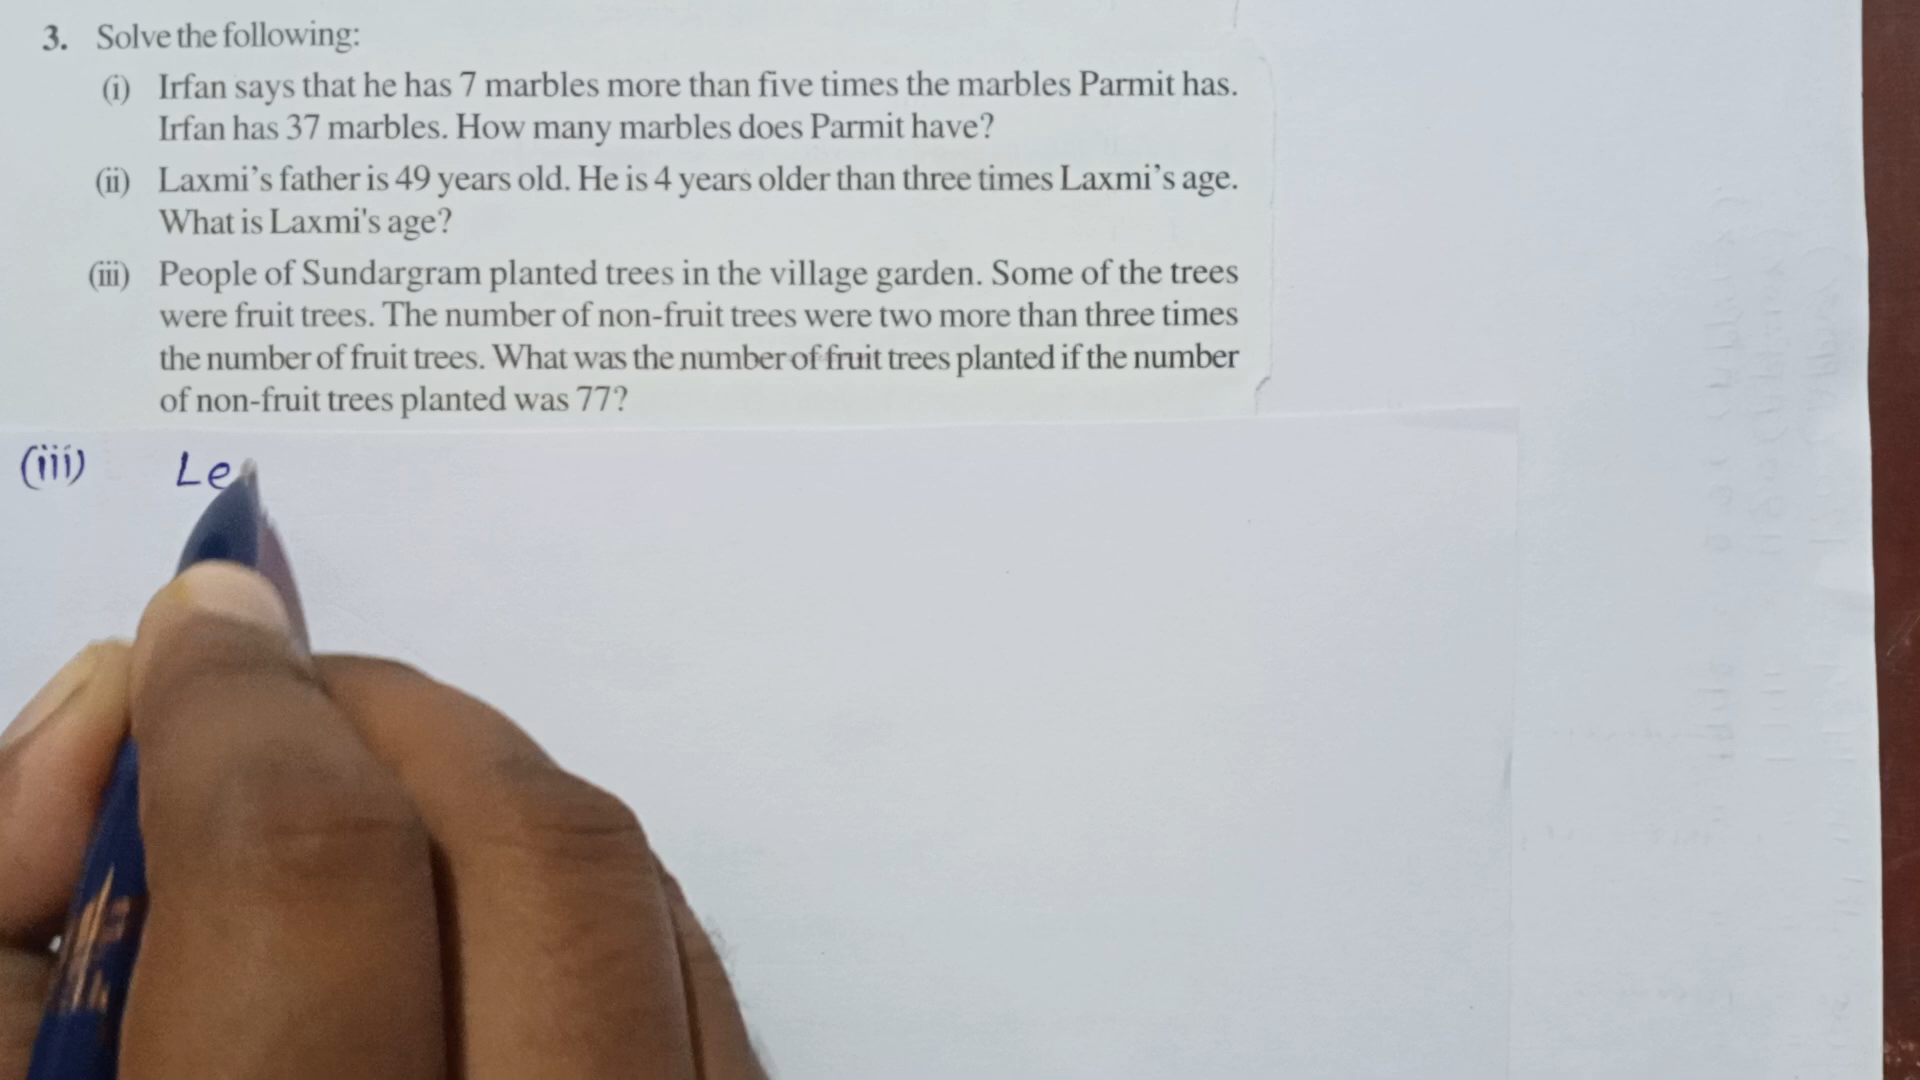 3. Solve the following:
(i) Irfan says that he has 7 marbles more than five times the marbles Parmit has.
Irfan has 37 marbles. How many marbles does Parmit have?
(ii) Laxmi’s father is 49 years old. He is 4 years older than three times Laxmi’s age.
What is Laxmi's age?
(iii) People of Sundargram planted trees in the village garden. Some of the trees
were fruit trees. The number of non-fruit trees were two more than three times
the number of fruit trees. What was the number of fruit trees planted if the number
of non-fruit trees planted was 77?
(iii) Le